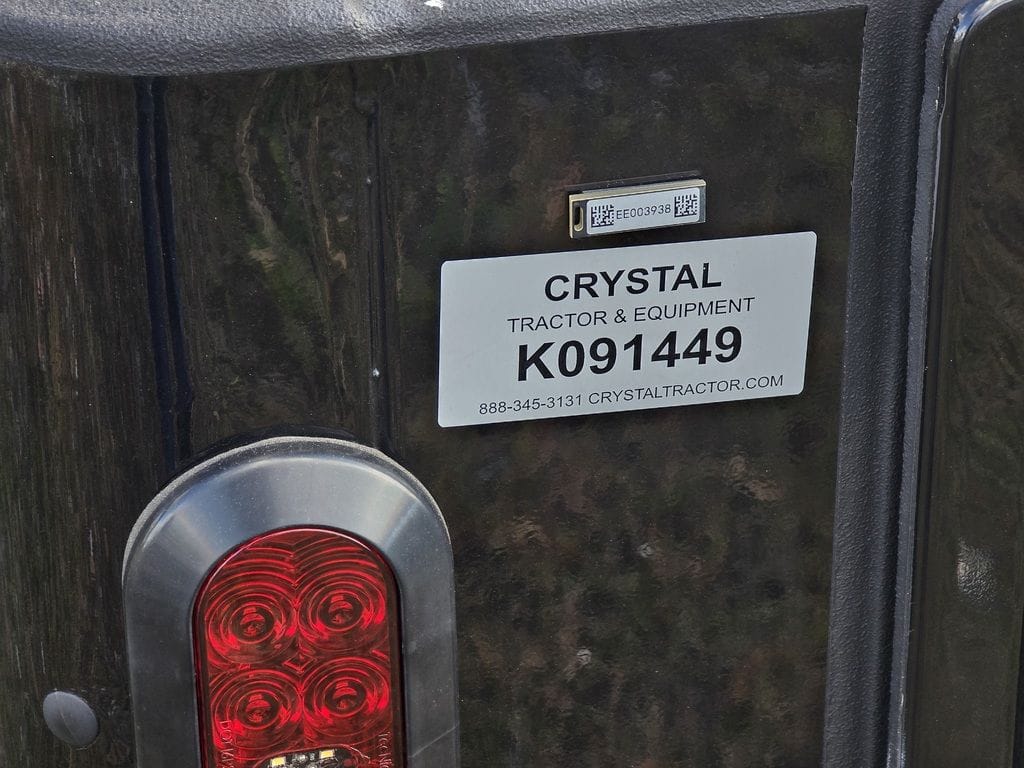 EE003938
CRYSTAL
TRACTOR & EQUIPMENT
K091449
888-345-3131 CRYSTALTRACTOR.COM